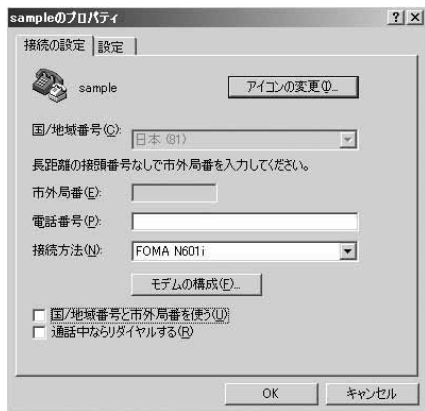 sampleのプロパティ
接続の設定 設定
sample
アイコンの変更(I)...
国/地域番号(C): 日本 (81)
長距離の接頭番号なしで市外局番を入力してください。
市外局番(E):
電話番号(P):
接続方法(N): FOMA N601i
モデムの構成(F)...
国/地域番号と市外局番を使う(U)
通話中ならリダイヤルする(R)
OK キャンセル